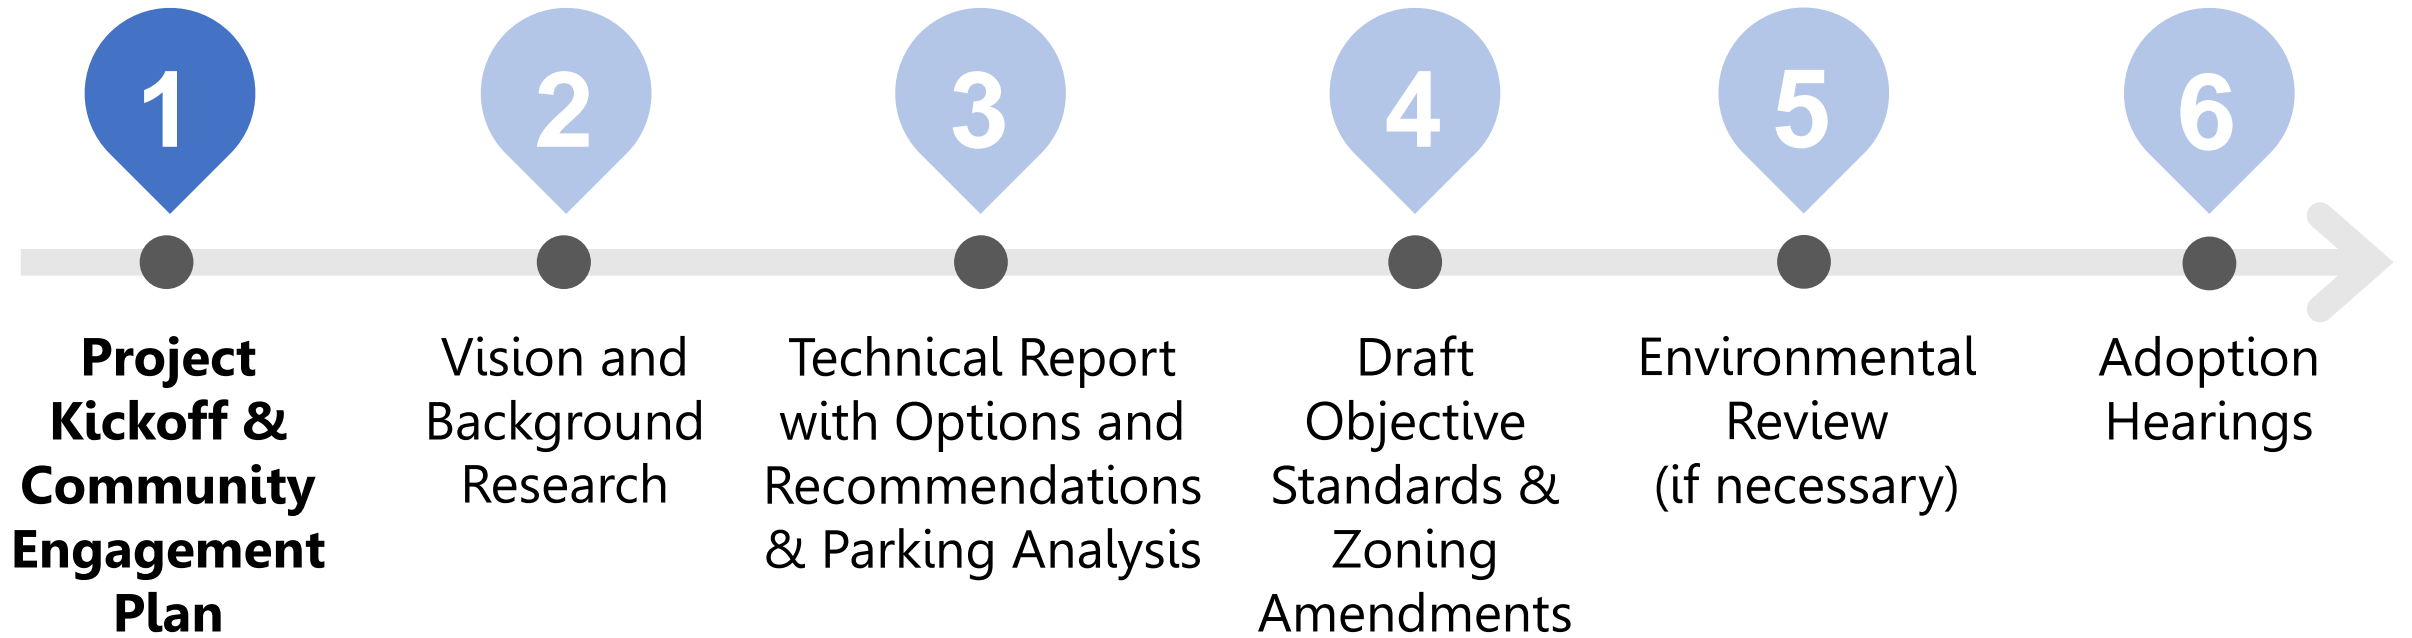 1
Project
Kickoff &
Community
Engagement
Plan
2
Vision and
Background
Research
3
Technical Report
with Options and
Recommendations
& Parking Analysis
4
Draft
Objective
Standards &
Zoning
Amendments
5
Environmental
Review
(if necessary)
6
Adoption
Hearings